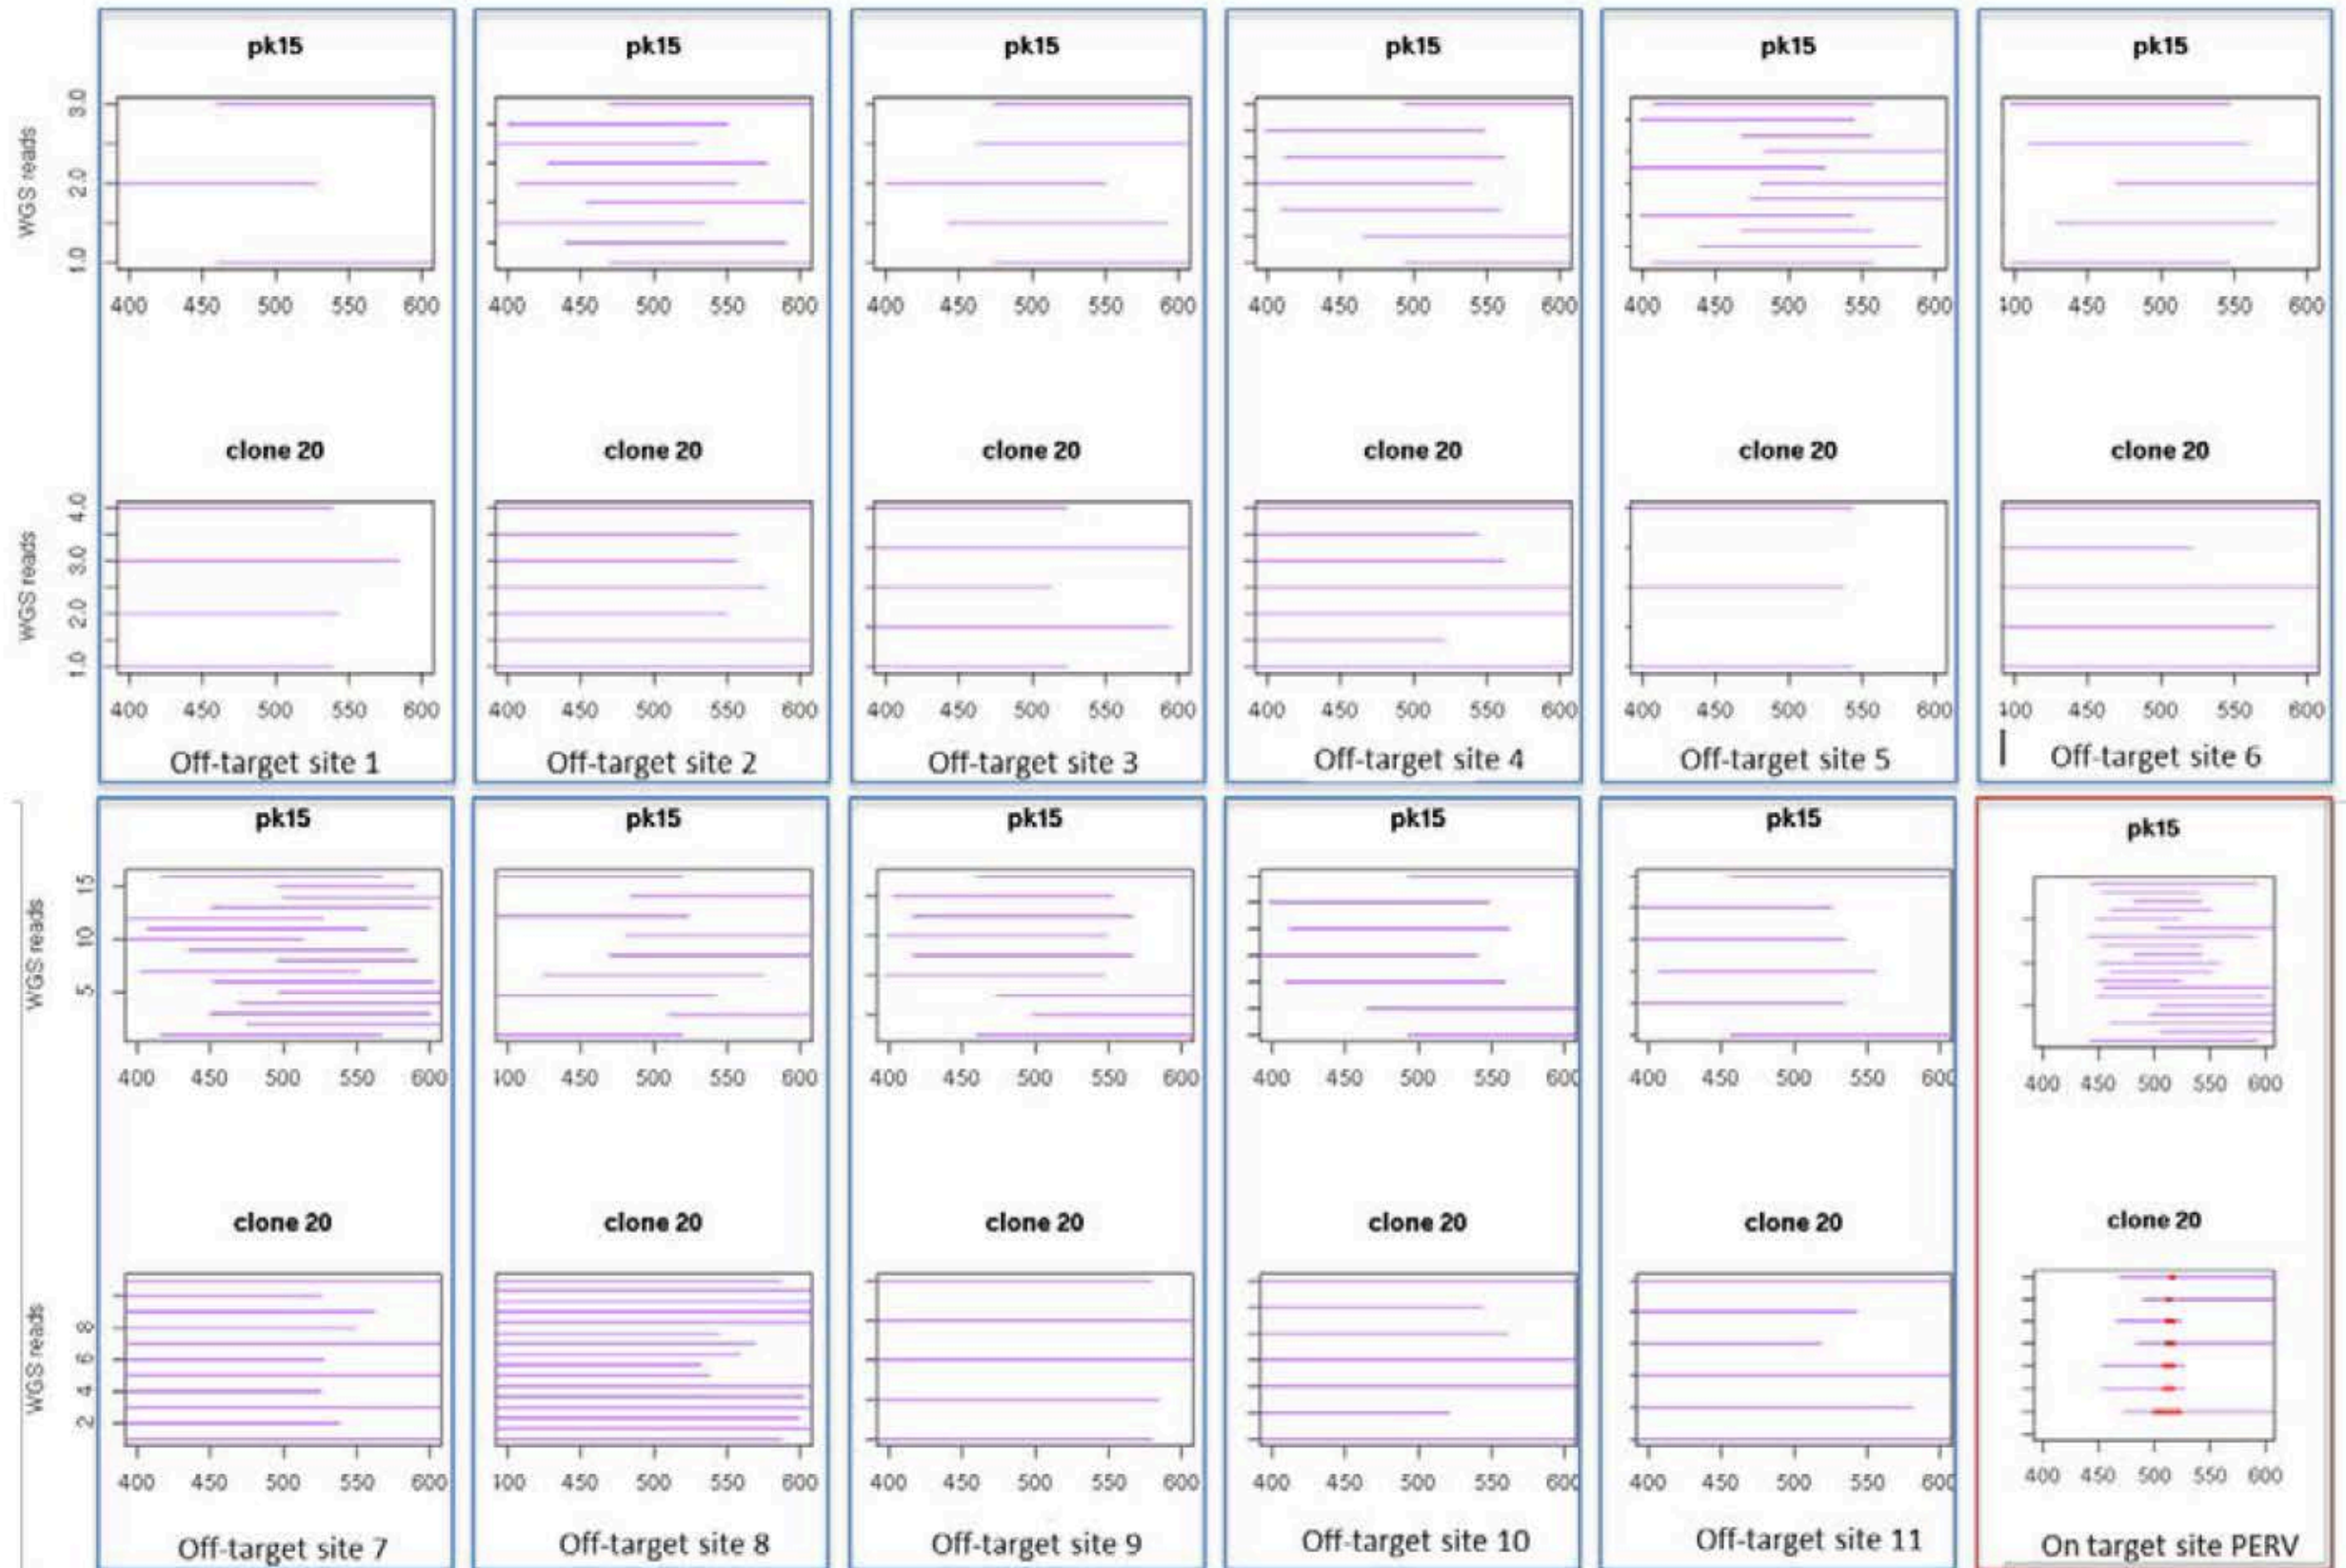 pk15 pk15 pk15 pk15 pk15 pk15
WGS reads
3.0
2.0
1.0
400 450 500 550 600 400 450 500 550 600 400 450 500 550 600 400 450 500 550 600 400 450 500 550 600 400 450 500 550 600
clone 20 clone 20 clone 20 clone 20 clone 20 clone 20
WGS reads
4.0
3.0
2.0
1.0
400 450 500 550 600 400 450 500 550 600 400 450 500 550 600 400 450 500 550 600 400 450 500 550 600 400 450 500 550 600
Off-target site 1 Off-target site 2 Off-target site 3 Off-target site 4 Off-target site 5 Off-target site 6
pk15 pk15 pk15 pk15 pk15 pk15
WGS reads
15
10
5
400 450 500 550 600 400 450 500 550 600 400 450 500 550 600 400 450 500 550 600 400 450 500 550 600 400 450 500 550 600
clone 20 clone 20 clone 20 clone 20 clone 20 clone 20
WGS reads
8
6
4
2
400 450 500 550 600 400 450 500 550 600 400 450 500 550 600 400 450 500 550 600 400 450 500 550 600 400 450 500 550 600
Off-target site 7 Off-target site 8 Off-target site 9 Off-target site 10 Off-target site 11 On target site PERV